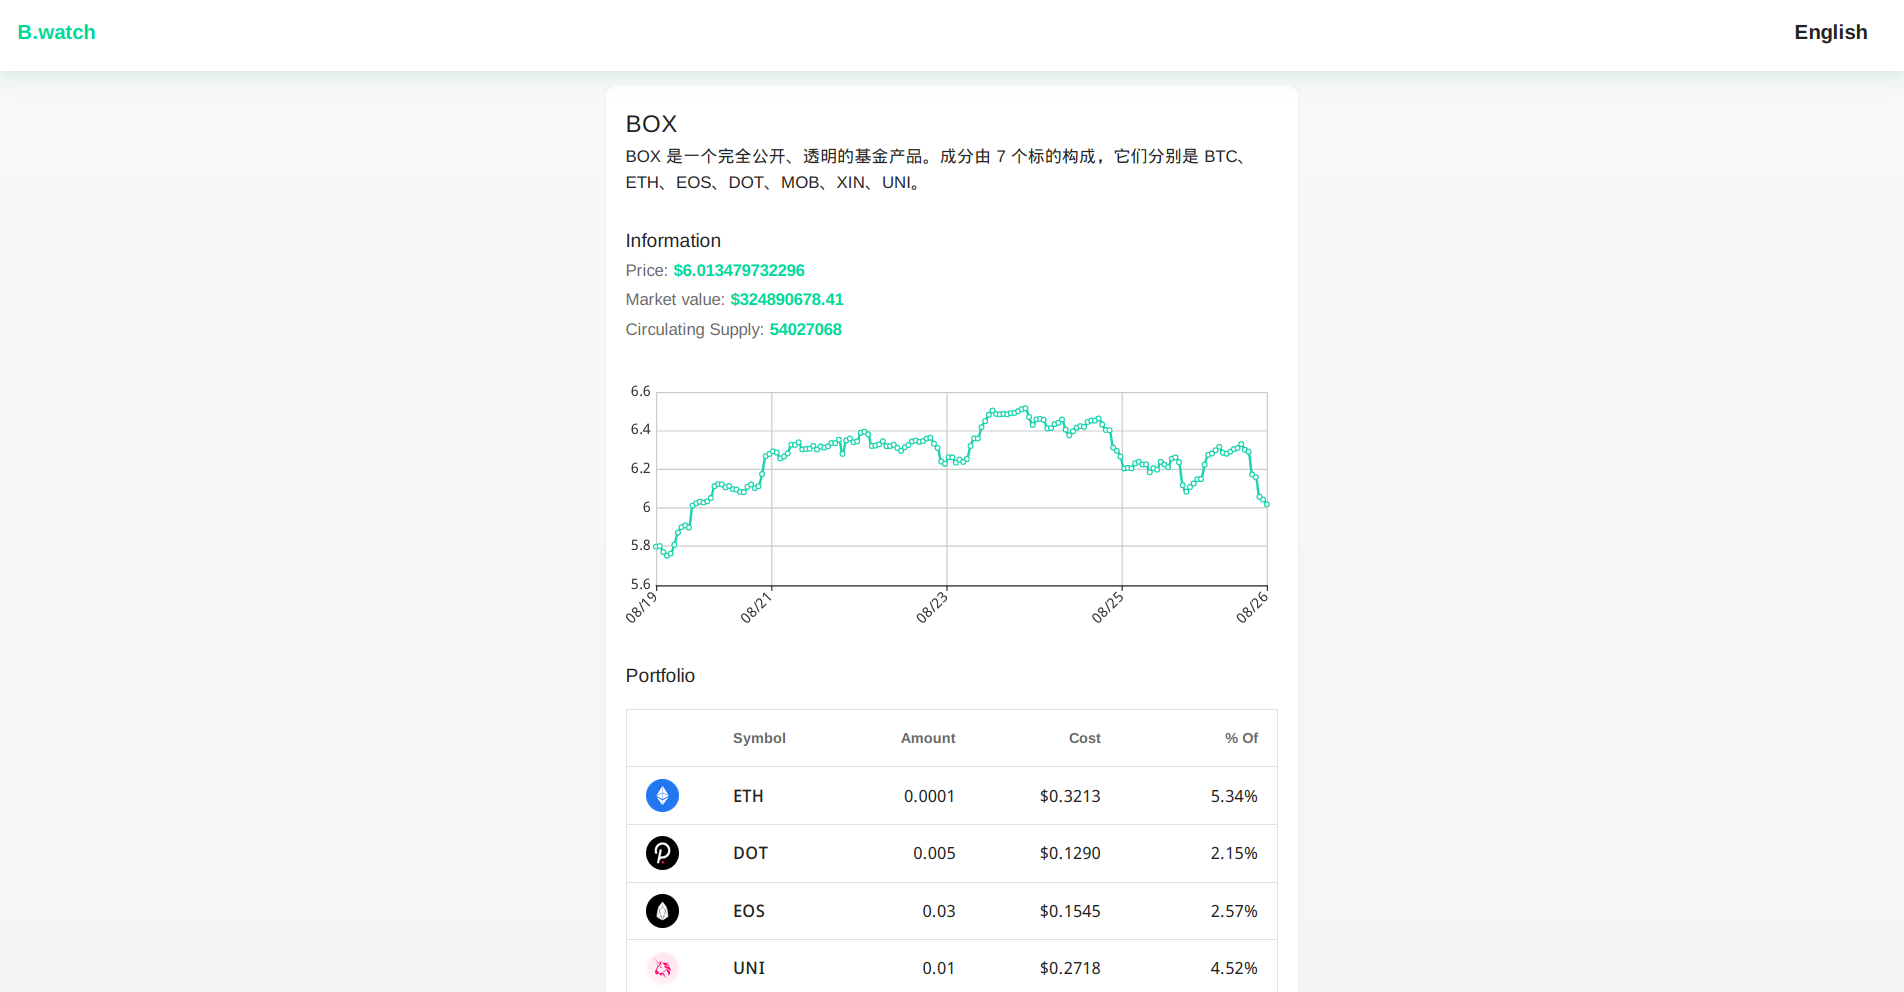 B.watch
English
BOX
BOX 是一个完全公开、透明的基金产品。成分由 7 个标的构成，它们分别是 BTC、
ETH、EOS、DOT、MOB、XIN、UNI。
Information
Price: $6.013479732296
Market value: $324890678.41
Circulating Supply: 54027068
6.6
6.4
6.2
6
5.8
5.6
08/19 08/21 08/23 08/25 08/26
Portfolio
Symbol Amount Cost % Of
ETH 0.0001 $0.3213 5.34%
DOT 0.005 $0.1290 2.15%
EOS 0.03 $0.1545 2.57%
UNI 0.01 $0.2718 4.52%